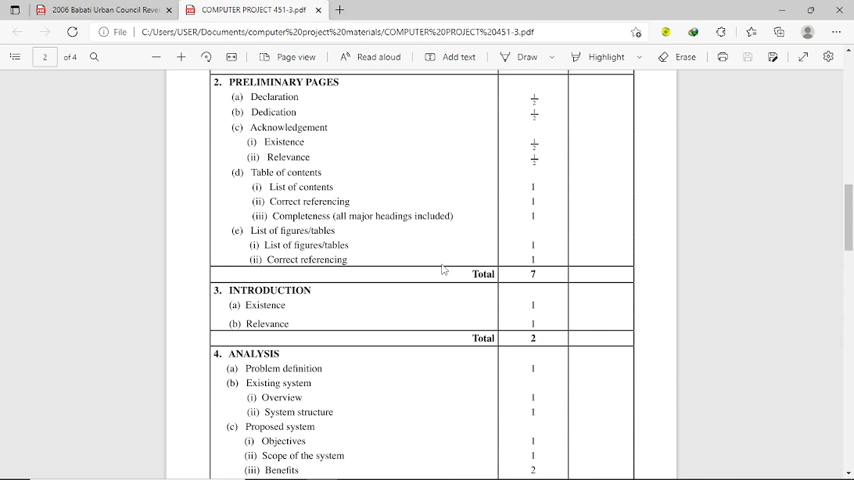 2006 Babati Urban Council Reve
COMPUTER PROJECT 451-3.pdf
File C:/Users/USER/Documents/computer%20project%20materials/COMPUTER%20PROJECT%20451-3.pdf
2 of 4 Page view Read aloud Add text Draw Highlight Erase
2. PRELIMINARY PAGES
(a) Declaration 1/2
(b) Dedication 1/2
(c) Acknowledgement
(i) Existence 1/2
(ii) Relevance 1/2
(d) Table of contents
(i) List of contents 1
(ii) Correct referencing 1
(iii) Completeness (all major headings included) 1
(e) List of figures/tables
(i) List of figures/tables 1
(ii) Correct referencing 1
Total 7
3. INTRODUCTION
(a) Existence 1
(b) Relevance 1
Total 2
4. ANALYSIS
(a) Problem definition 1
(b) Existing system
(i) Overview 1
(ii) System structure 1
(c) Proposed system
(i) Objectives 1
(ii) Scope of the system 1
(iii) Benefits 2